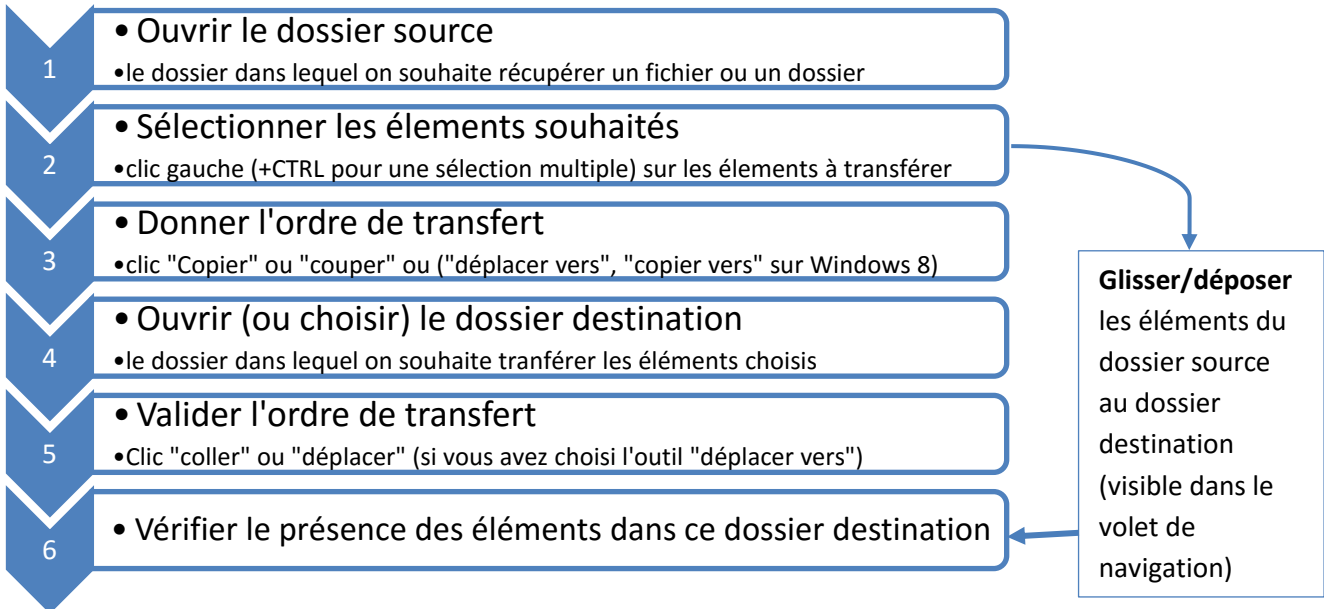 1
• Ouvrir le dossier source
•le dossier dans lequel on souhaite récupérer un fichier ou un dossier
2
• Sélectionner les élements souhaités
•clic gauche (+CTRL pour une sélection multiple) sur les élements à transférer
3
• Donner l'ordre de transfert
•clic "Copier" ou "couper" ou ("déplacer vers", "copier vers" sur Windows 8)
4
• Ouvrir (ou choisir) le dossier destination
•le dossier dans lequel on souhaite tranférer les éléments choisis
5
• Valider l'ordre de transfert
•Clic "coller" ou "déplacer" (si vous avez choisi l'outil "déplacer vers")
6
• Vérifier le présence des éléments dans ce dossier destination
Glisser/déposer
les éléments du
dossier source
au dossier
destination
(visible dans le
volet de
navigation)